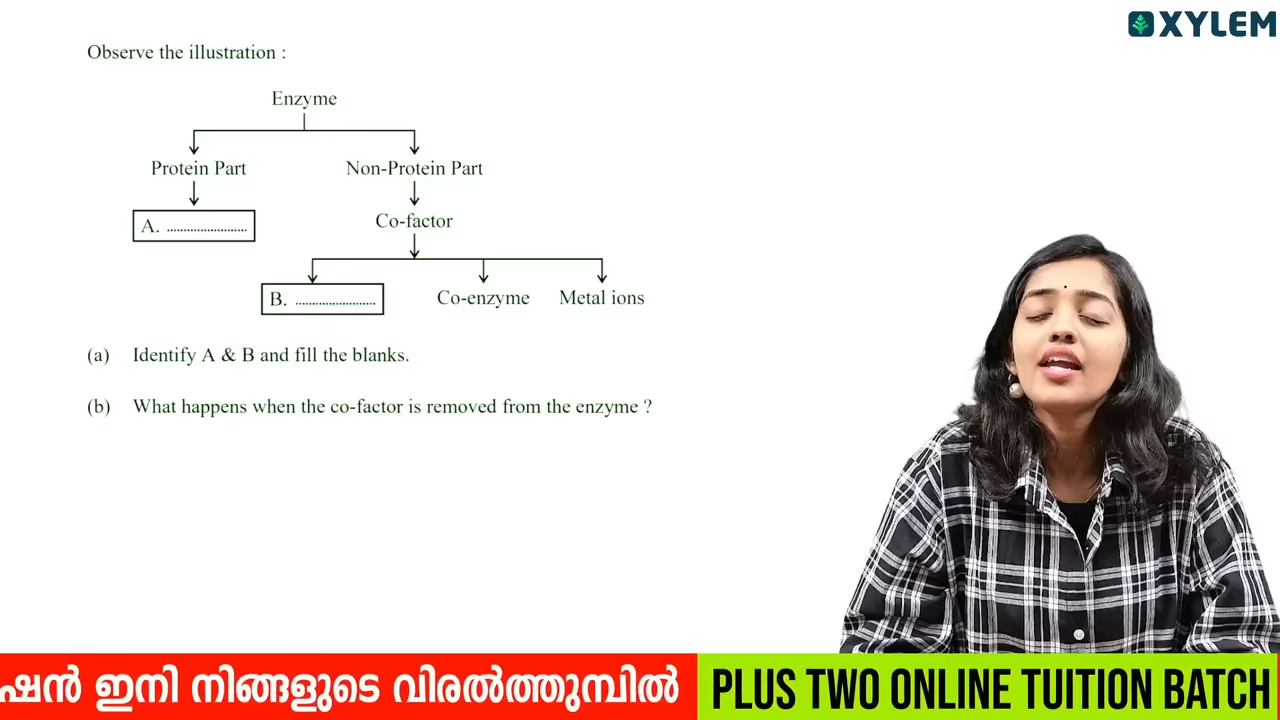 XYLEM
Observe the illustration :
Enzyme
Protein Part Non-Protein Part
A. ........................ Co-factor
B. ........................ Co-enzyme Metal ions
(a) Identify A & B and fill the blanks.
(b) What happens when the co-factor is removed from the enzyme ?
ഷൻ ഇനി നിങ്ങളുടെ വിരൽത്തുമ്പിൽ PLUS TWO ONLINE TUITION BATCH